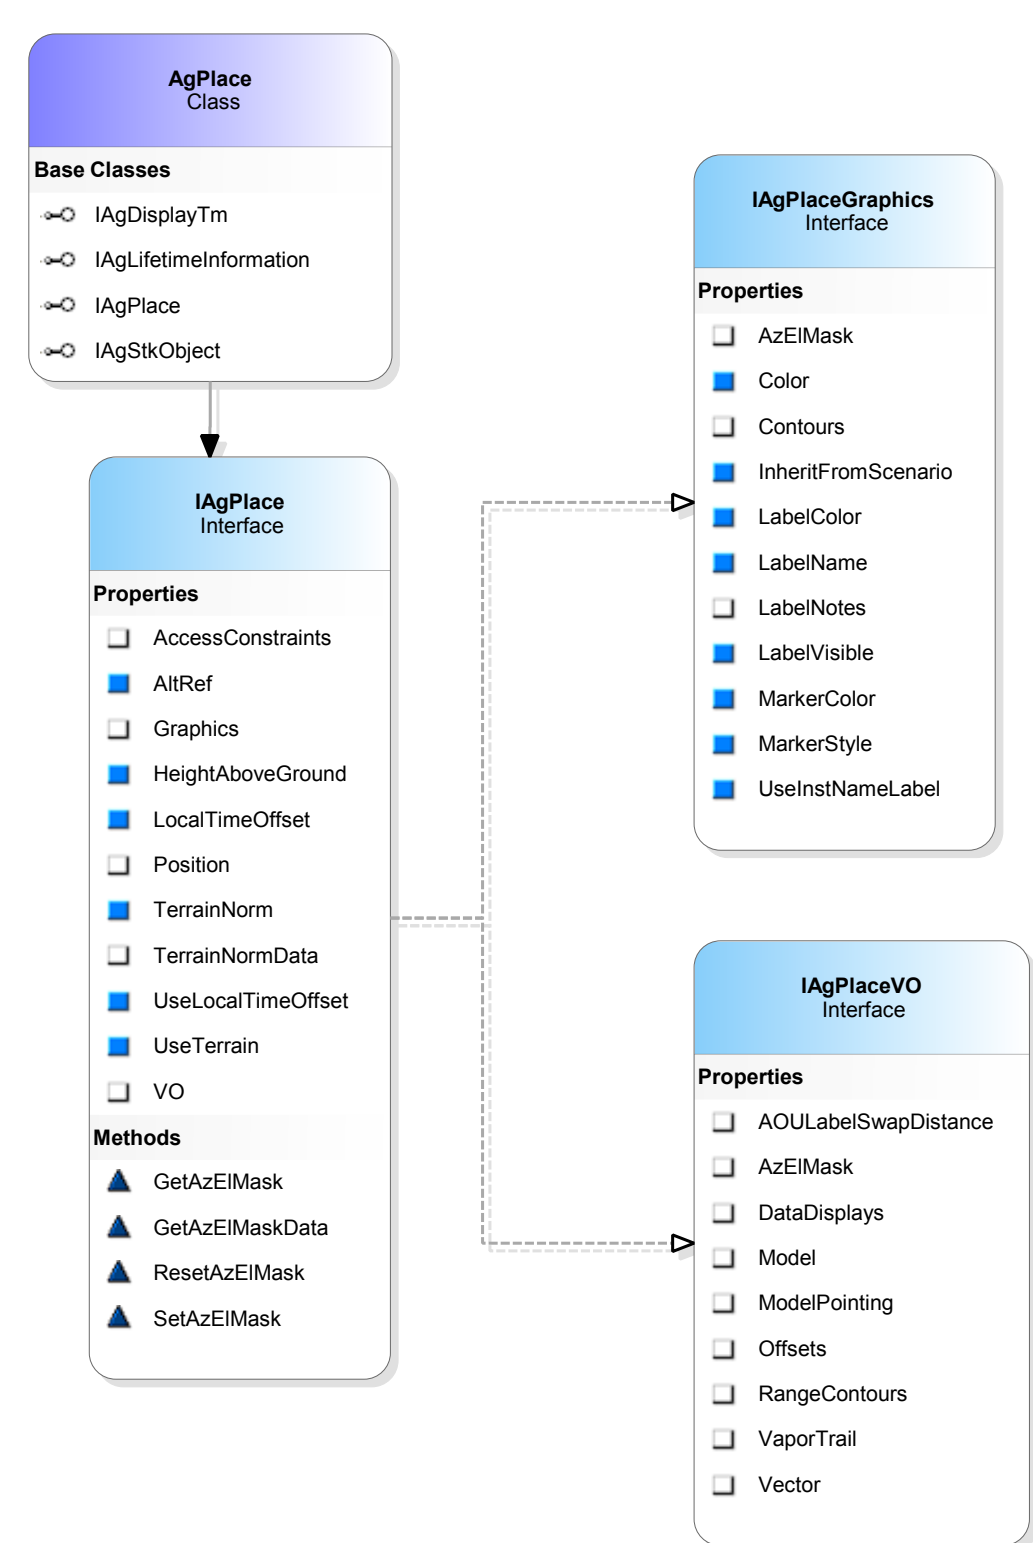 AgPlace
Class
Base Classes
IAgDisplayTm
IAgLifetimeInformation
IAgPlace
IAgStkObject
IAgPlace
Interface
Properties
AccessConstraints
AltRef
Graphics
HeightAboveGround
LocalTimeOffset
Position
TerrainNorm
TerrainNormData
UseLocalTimeOffset
UseTerrain
VO
Methods
GetAzElMask
GetAzElMaskData
ResetAzElMask
SetAzElMask
IAgPlaceGraphics
Interface
Properties
AzElMask
Color
Contours
InheritFromScenario
LabelColor
LabelName
LabelNotes
LabelVisible
MarkerColor
MarkerStyle
UseInstNameLabel
IAgPlaceVO
Interface
Properties
AOULabelSwapDistance
AzElMask
DataDisplays
Model
ModelPointing
Offsets
RangeContours
VaporTrail
Vector